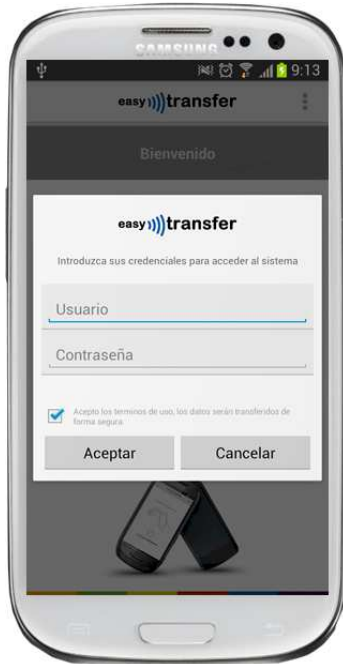 SAMSUNG
9:13
easy transfer
Bienvenido
easy transfer
Introduzca sus credenciales para acceder al sistema
Usuario
Contraseña
Acepto los terminos de uso, los datos serán transferidos de
forma segura
Aceptar
Cancelar